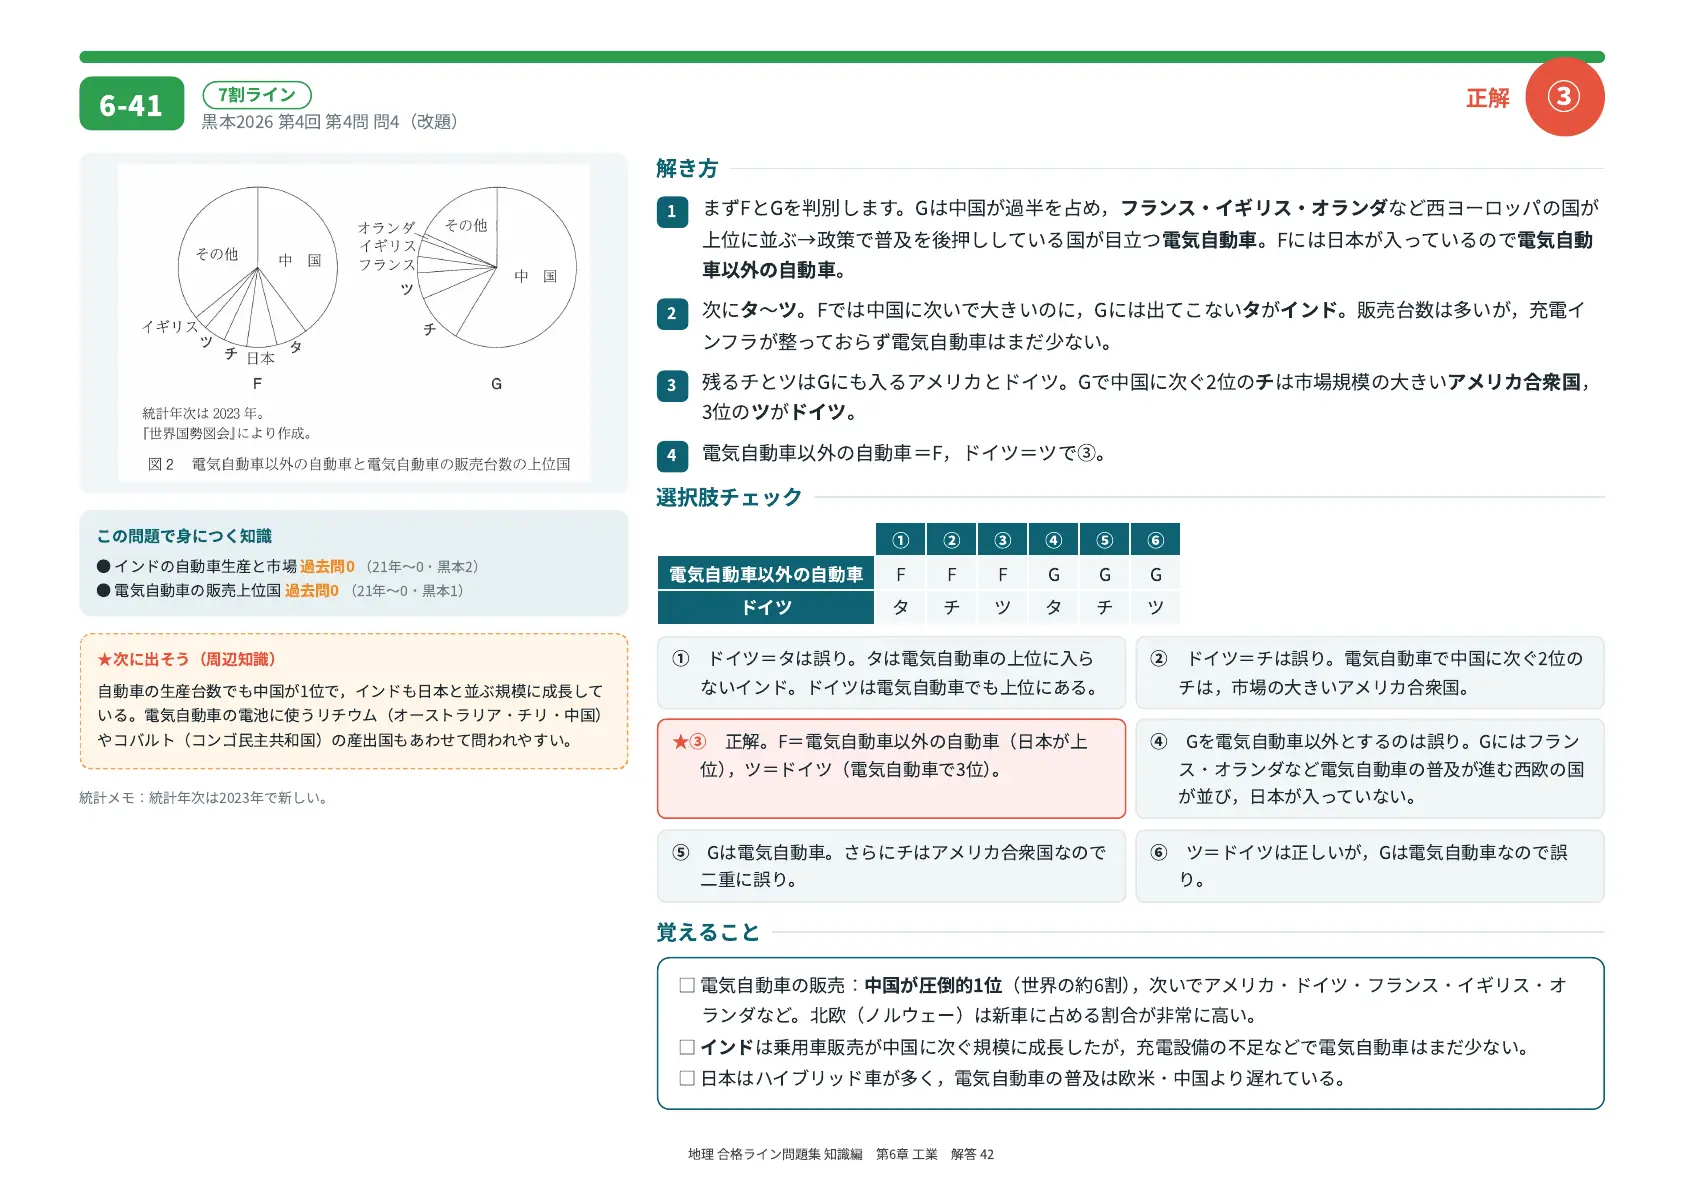 6-41
7割ライン
黒本2026 第4回 第4問 問4（改題）
正解 ③
その他
中 国
イギリス
ツ
チ
日本
タ
F
オランダ
イギリス
フランス
ツ
チ
その他
中 国
G
統計年次は 2023 年。
『世界国勢図会』により作成。
図2 電気自動車以外の自動車と電気自動車の販売台数の上位国
この問題で身につく知識
● インドの自動車生産と市場 過去問0 （21年〜0・黒本2）
● 電気自動車の販売上位国 過去問0 （21年〜0・黒本1）
★次に出そう（周辺知識）
自動車の生産台数でも中国が1位で，インドも日本と並ぶ規模に成長して
いる。電気自動車の電池に使うリチウム（オーストラリア・チリ・中国）
やコバルト（コンゴ民主共和国）の産出国もあわせて問われやすい。
統計メモ：統計年次は2023年で新しい。
解き方
1 まずFとGを判別します。Gは中国が過半を占め，フランス・イギリス・オランダなど西ヨーロッパの国が
上位に並ぶ→政策で普及を後押ししている国が目立つ電気自動車。Fには日本が入っているので電気自動
車以外の自動車。
2 次にタ〜ツ。Fでは中国に次いで大きいのに，Gには出てこないタがインド。販売台数は多いが，充電イ
ンフラが整っておらず電気自動車はまだ少ない。
3 残るチとツはGにも入るアメリカとドイツ。Gで中国に次ぐ2位のチは市場規模の大きいアメリカ合衆国，
3位のツがドイツ。
4 電気自動車以外の自動車＝F，ドイツ＝ツで③。
選択肢チェック
① ② ③ ④ ⑤ ⑥
電気自動車以外の自動車 F F F G G G
ドイツ タ チ ツ タ チ ツ
① ドイツ＝タは誤り。タは電気自動車の上位に入ら
ないインド。ドイツは電気自動車でも上位にある。
② ドイツ＝チは誤り。電気自動車で中国に次ぐ2位の
チは，市場の大きいアメリカ合衆国。
★③ 正解。F＝電気自動車以外の自動車（日本が上
位），ツ＝ドイツ（電気自動車で3位）。
④ Gを電気自動車以外とするのは誤り。Gにはフラン
ス・オランダなど電気自動車の普及が進む西欧の国
が並び，日本が入っていない。
⑤ Gは電気自動車。さらにチはアメリカ合衆国なので
二重に誤り。
⑥ ツ＝ドイツは正しいが，Gは電気自動車なので誤
り。
覚えること
□ 電気自動車の販売：中国が圧倒的1位（世界の約6割），次いでアメリカ・ドイツ・フランス・イギリス・オ
ランダなど。北欧（ノルウェー）は新車に占める割合が非常に高い。
□ インドは乗用車販売が中国に次ぐ規模に成長したが，充電設備の不足などで電気自動車はまだ少ない。
□ 日本はハイブリッド車が多く，電気自動車の普及は欧米・中国より遅れている。
地理 合格ライン問題集 知識編 第6章 工業 解答 42